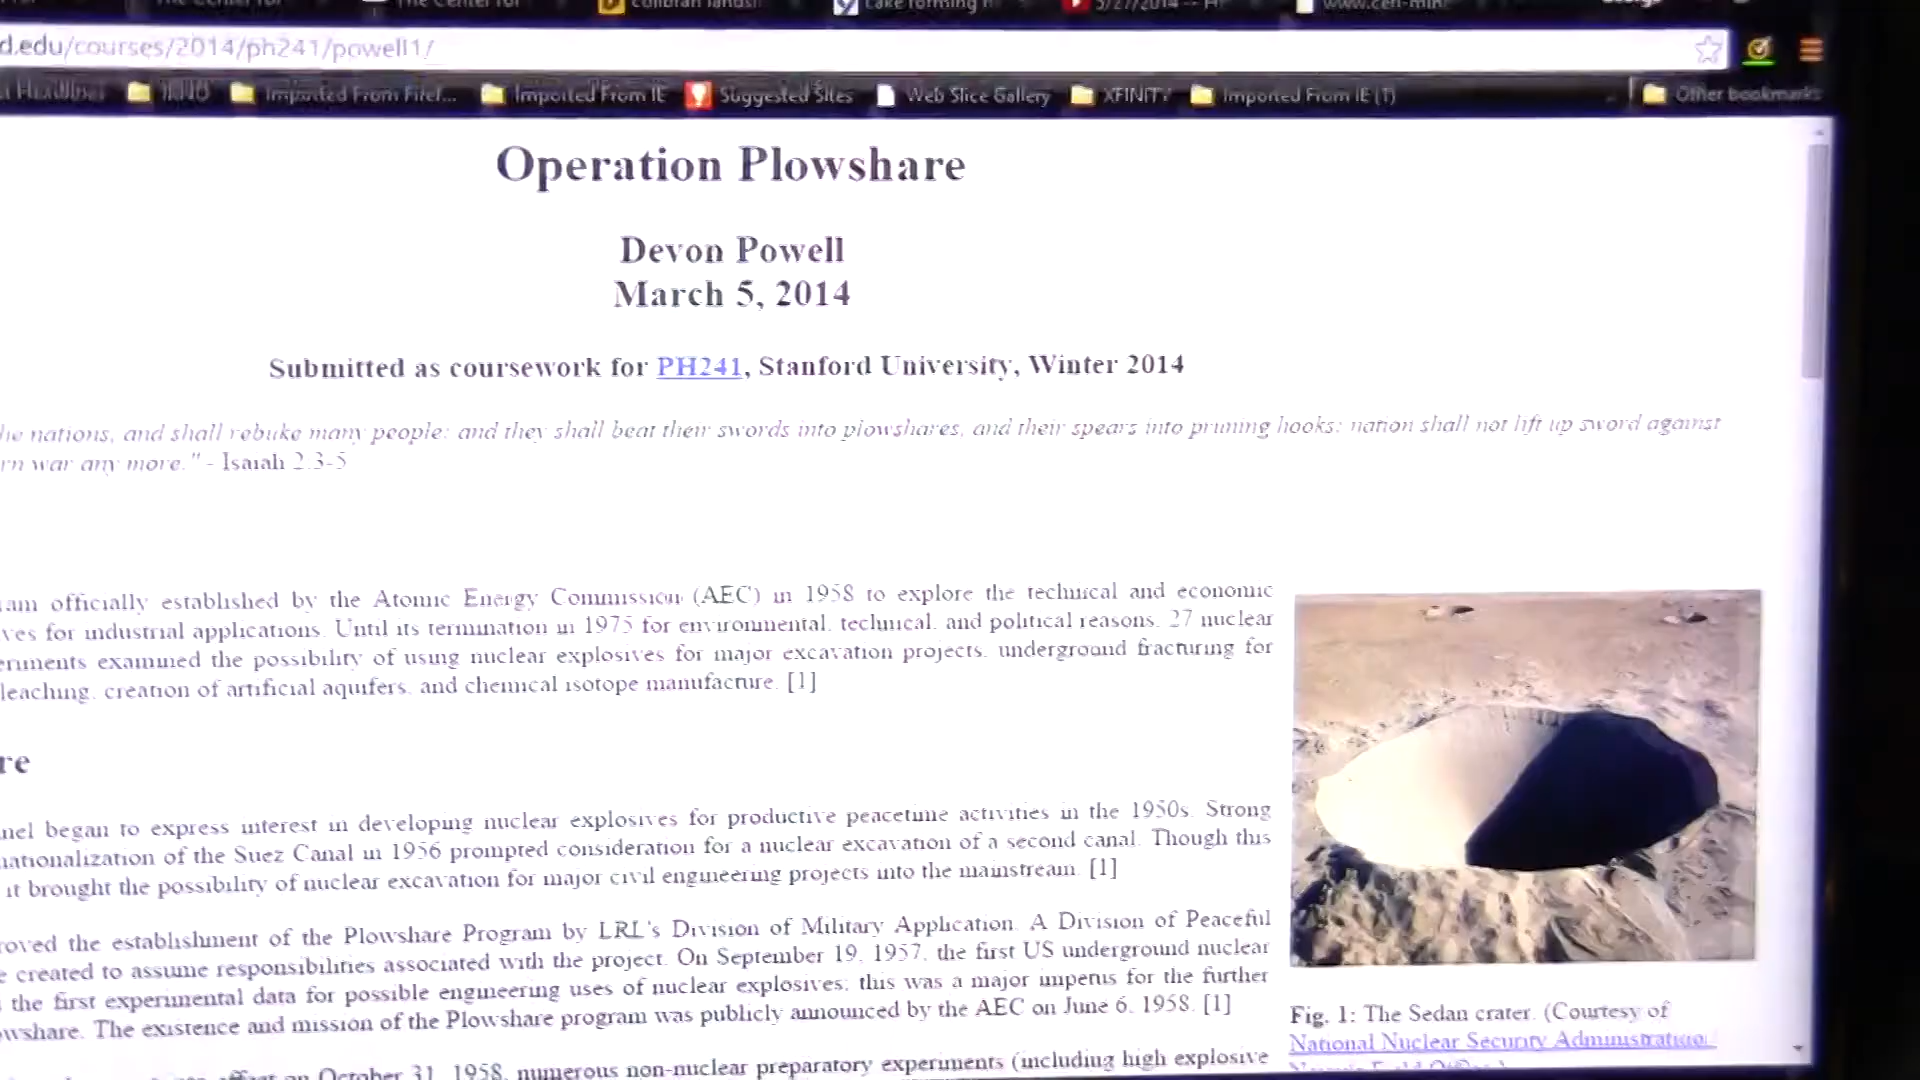 d.edu/courses/2014/ph241/powell1/
Imported From Firef... Imported From IE Suggested Sites Web Slice Gallery XFINITY Imported From IE (1) Other bookmarks
Operation Plowshare
Devon Powell
March 5, 2014
Submitted as coursework for PH241, Stanford University, Winter 2014
he nations, and shall rebuke many people: and they shall beat their swords into plowshares, and their spears into pruning hooks: nation shall not lift up sword against
rn war any more." - Isaiah 2.3-5
am officially established by the Atomic Energy Commission (AEC) in 1958 to explore the technical and economic
ves for industrial applications. Until its termination in 1975 for environmental, technical, and political reasons, 27 nuclear
eriments examined the possibility of using nuclear explosives for major excavation projects, underground fracturing for
leaching, creation of artificial aquifers, and chemical isotope manufacture. [1]
re
nel began to express interest in developing nuclear explosives for productive peacetime activities in the 1950s. Strong
nationalization of the Suez Canal in 1956 prompted consideration for a nuclear excavation of a second canal. Though this
it brought the possibility of nuclear excavation for major civil engineering projects into the mainstream. [1]
roved the establishment of the Plowshare Program by LRL's Division of Military Application. A Division of Peaceful
e created to assume responsibilities associated with the project. On September 19, 1957, the first US underground nuclear
the first experimental data for possible engineering uses of nuclear explosives; this was a major impetus for the further
owshare. The existence and mission of the Plowshare program was publicly announced by the AEC on June 6, 1958. [1]
on October 31, 1958, numerous non-nuclear preparatory experiments (including high explosive
Fig. 1: The Sedan crater. (Courtesy of
National Nuclear Security Administration